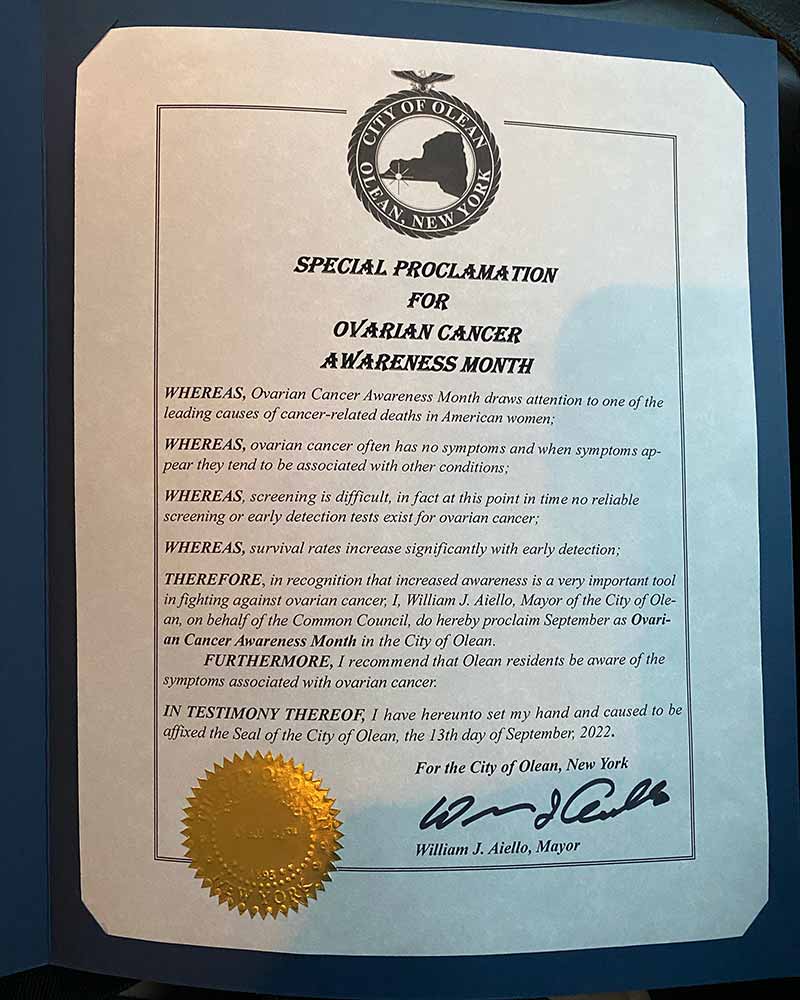 CITY OF OLEAN
OLEAN, NEW YORK
SPECIAL PROCLAMATION
FOR
OVARIAN CANCER
AWARENESS MONTH
WHEREAS, Ovarian Cancer Awareness Month draws attention to one of the
leading causes of cancer-related deaths in American women;
WHEREAS, ovarian cancer often has no symptoms and when symptoms ap-
pear they tend to be associated with other conditions;
WHEREAS, screening is difficult, in fact at this point in time no reliable
screening or early detection tests exist for ovarian cancer;
WHEREAS, survival rates increase significantly with early detection;
THEREFORE, in recognition that increased awareness is a very important tool
in fighting against ovarian cancer, I, William J. Aiello, Mayor of the City of Ole-
an, on behalf of the Common Council, do hereby proclaim September as Ovari-
an Cancer Awareness Month in the City of Olean.
FURTHERMORE, I recommend that Olean residents be aware of the
symptoms associated with ovarian cancer.
IN TESTIMONY THEREOF, I have hereunto set my hand and caused to be
affixed the Seal of the City of Olean, the 13th day of September, 2022.
For the City of Olean, New York
William J. Aiello, Mayor
1893
NEW YORK